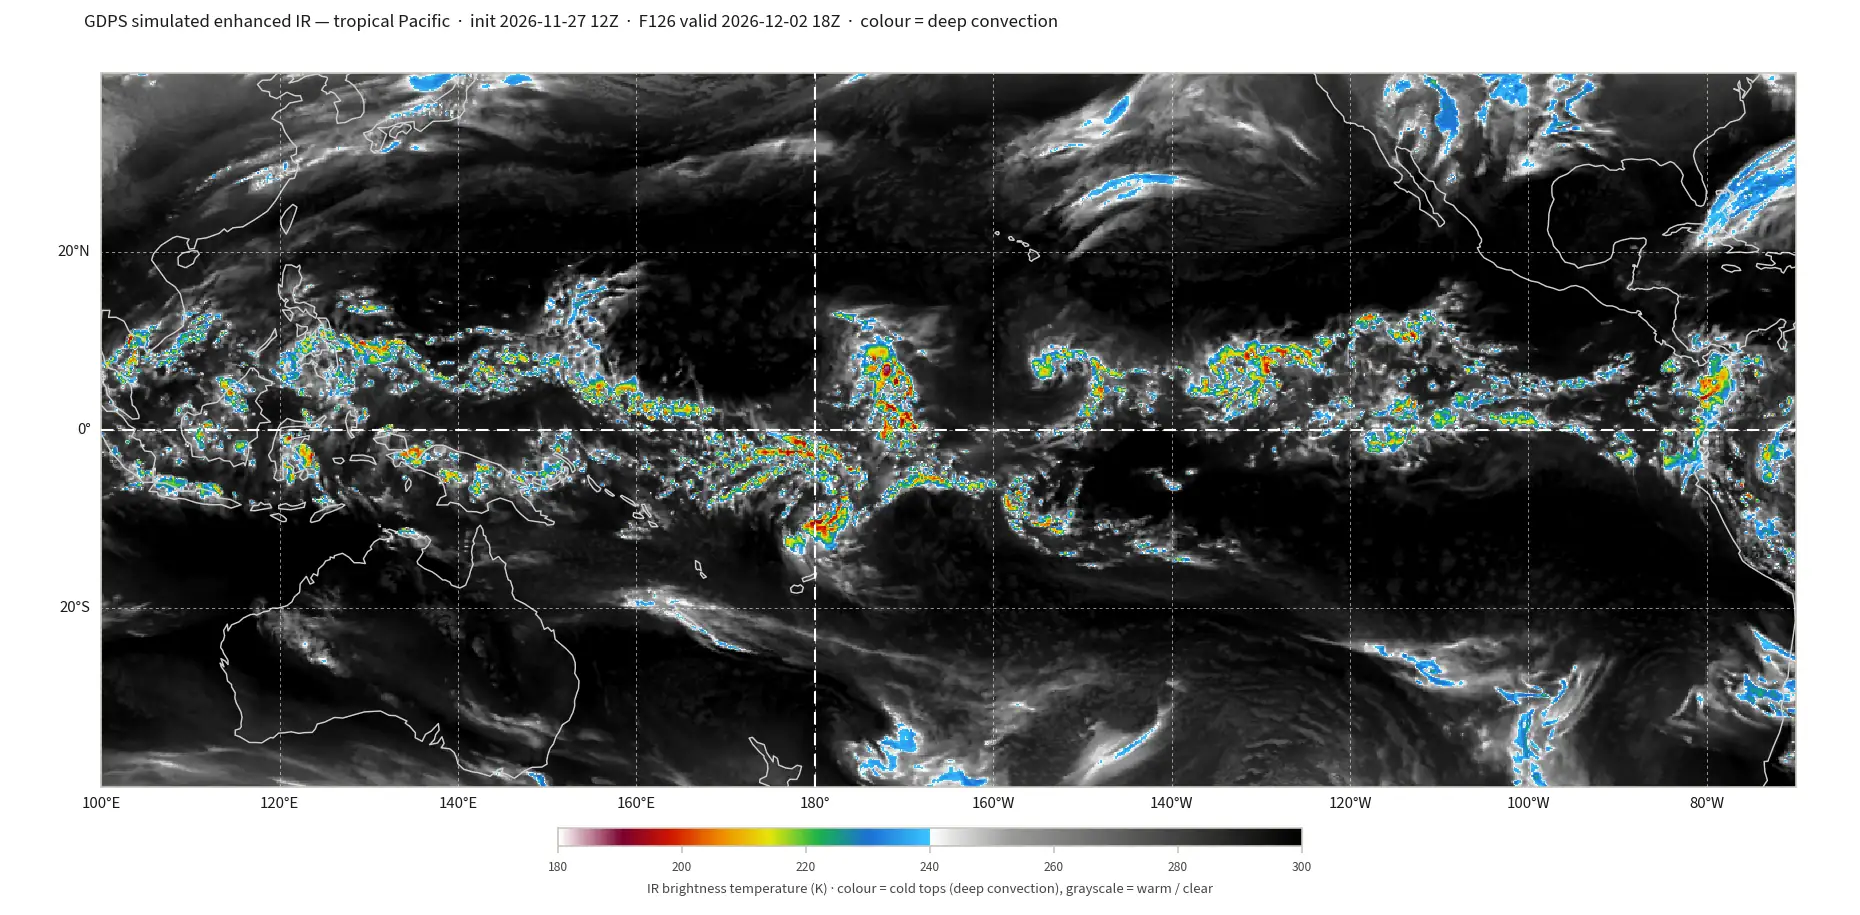 GDPS simulated enhanced IR — tropical Pacific · init 2026-11-27 12Z · F126 valid 2026-12-02 18Z · colour = deep convection
20°N
0°
20°S
100°E 120°E 140°E 160°E 180° 160°W 140°W 120°W 100°W 80°W
180 200 220 240 260 280 300
IR brightness temperature (K) · colour = cold tops (deep convection), grayscale = warm / clear